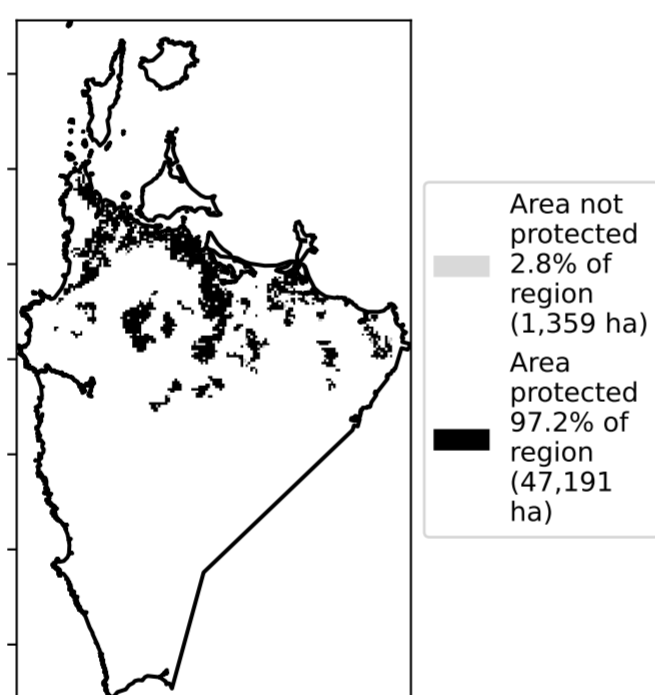 Area not
protected
2.8% of
region
(1,359 ha)
Area
protected
97.2% of
region
(47,191
ha)